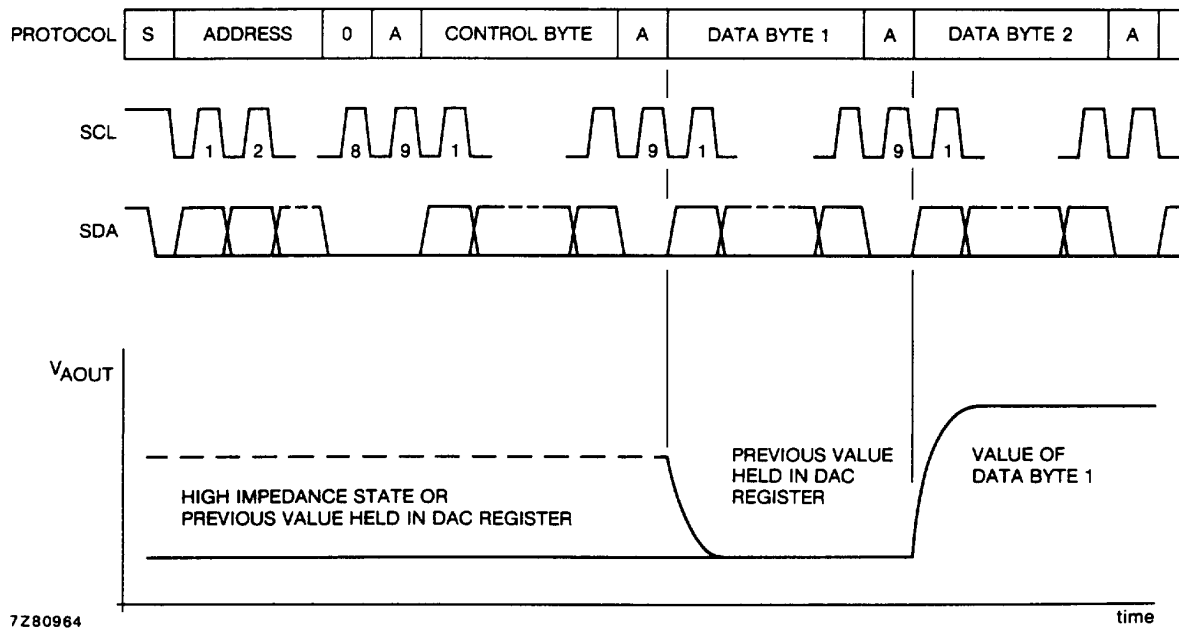 PROTOCOL S ADDRESS 0 A CONTROL BYTE A DATA BYTE 1 A DATA BYTE 2 A
SCL 1 2 8 9 1 9 1 9 1
SDA
VAOUT
PREVIOUS VALUE
HELD IN DAC
REGISTER
VALUE OF
DATA BYTE 1
HIGH IMPEDANCE STATE OR
PREVIOUS VALUE HELD IN DAC REGISTER
7Z80964
time